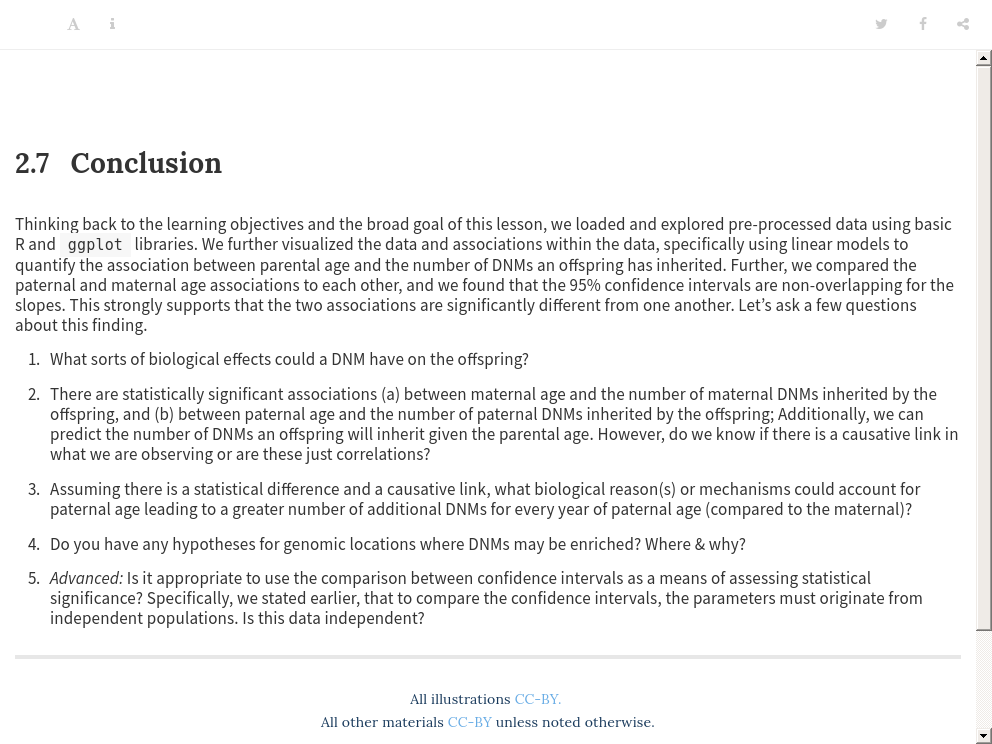 2.7 Conclusion
Thinking back to the learning objectives and the broad goal of this lesson, we loaded and explored pre-processed data using basic
R and ggplot libraries. We further visualized the data and associations within the data, specifically using linear models to
quantify the association between parental age and the number of DNMs an offspring has inherited. Further, we compared the
paternal and maternal age associations to each other, and we found that the 95% confidence intervals are non-overlapping for the
slopes. This strongly supports that the two associations are significantly different from one another. Let’s ask a few questions
about this finding.
1. What sorts of biological effects could a DNM have on the offspring?
2. There are statistically significant associations (a) between maternal age and the number of maternal DNMs inherited by the
offspring, and (b) between paternal age and the number of paternal DNMs inherited by the offspring; Additionally, we can
predict the number of DNMs an offspring will inherit given the parental age. However, do we know if there is a causative link in
what we are observing or are these just correlations?
3. Assuming there is a statistical difference and a causative link, what biological reason(s) or mechanisms could account for
paternal age leading to a greater number of additional DNMs for every year of paternal age (compared to the maternal)?
4. Do you have any hypotheses for genomic locations where DNMs may be enriched? Where & why?
5. Advanced: Is it appropriate to use the comparison between confidence intervals as a means of assessing statistical
significance? Specifically, we stated earlier, that to compare the confidence intervals, the parameters must originate from
independent populations. Is this data independent?
All illustrations CC-BY.
All other materials CC-BY unless noted otherwise.